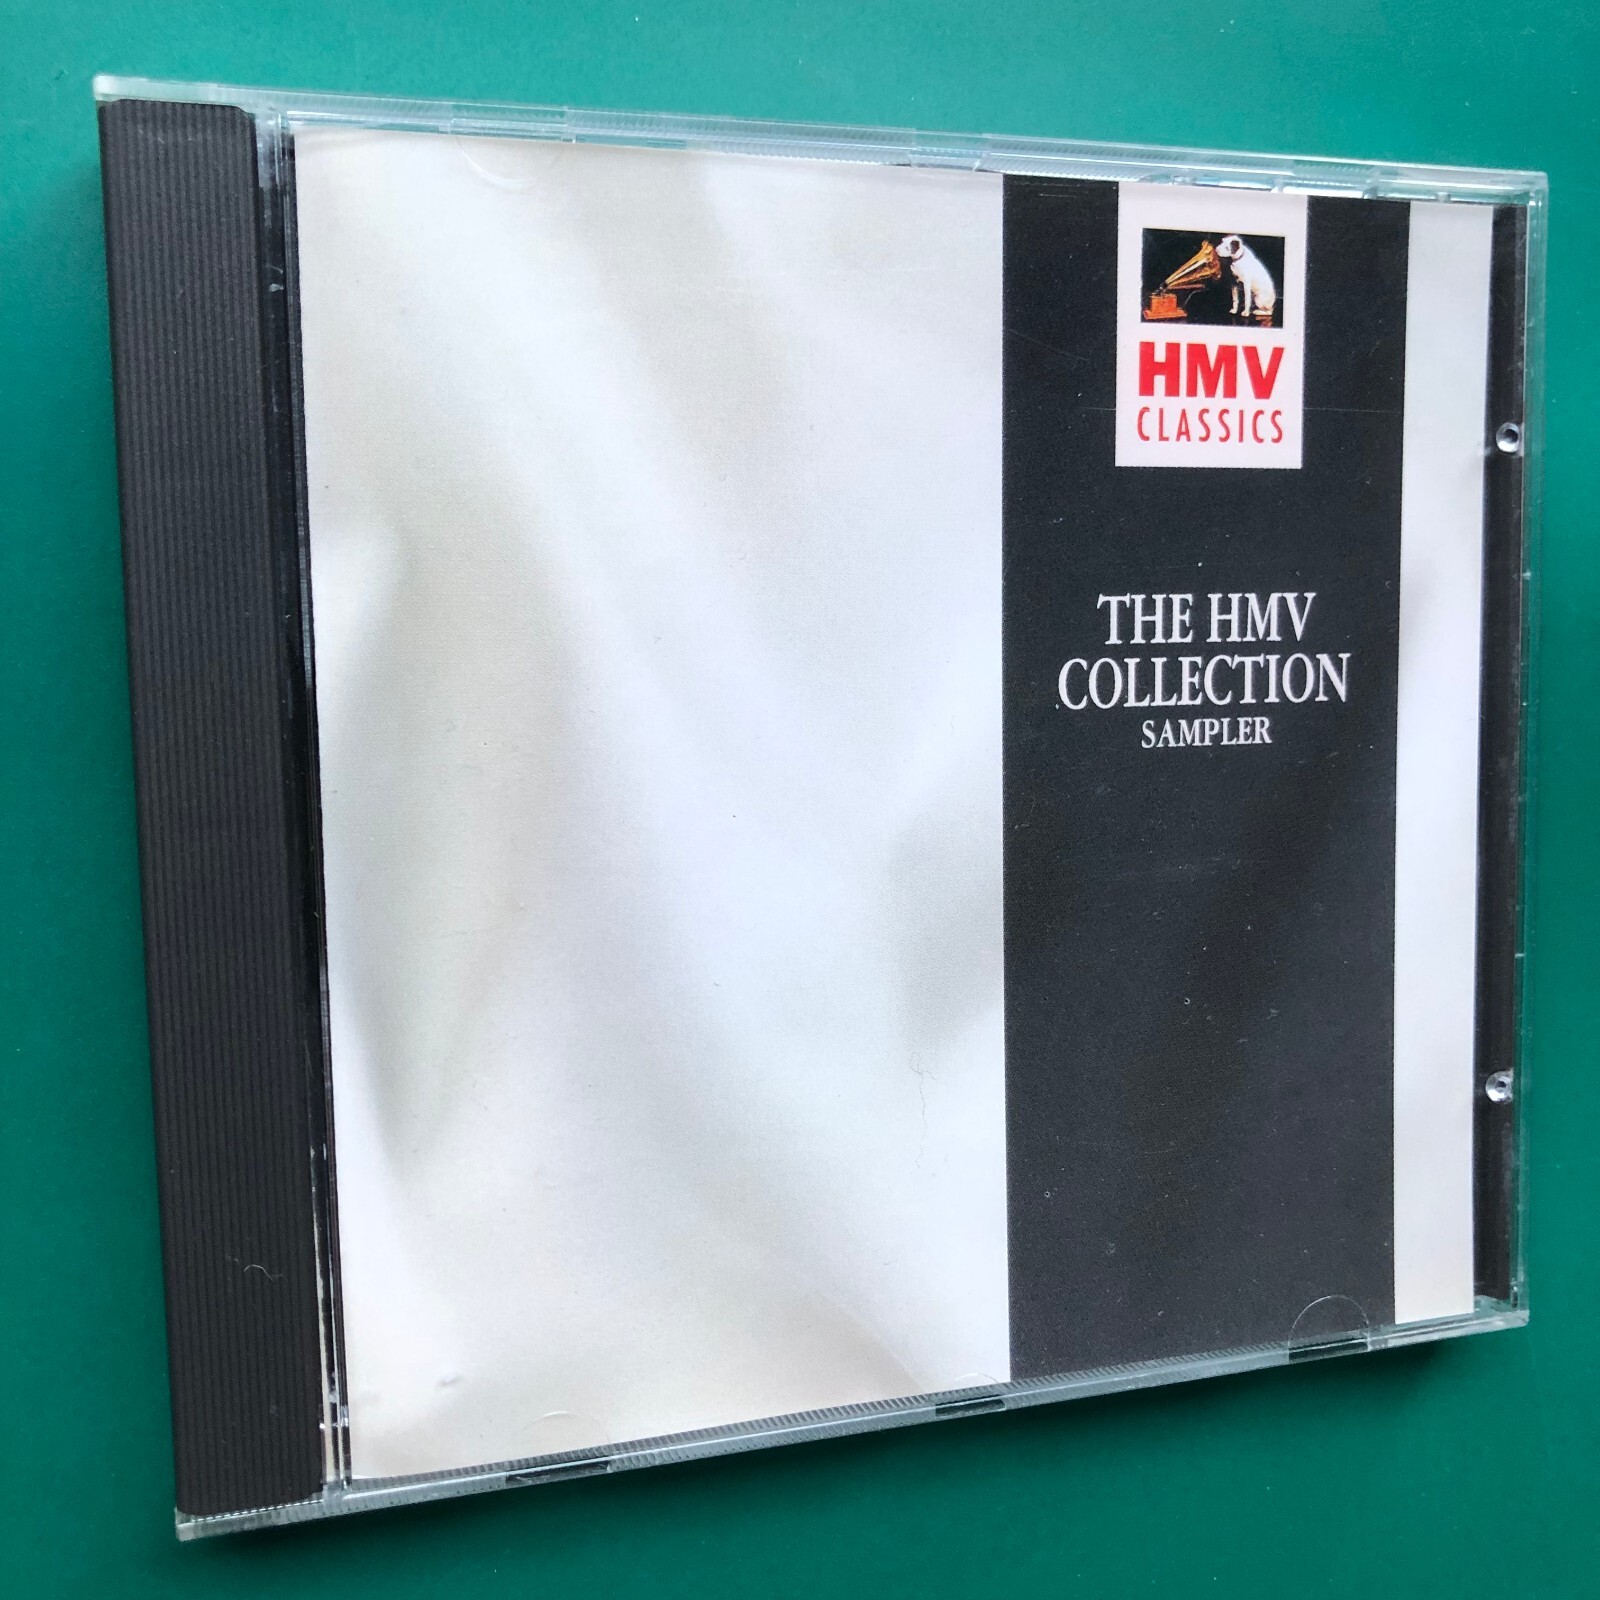 HMV
CLASSICS
THE HMV
COLLECTION
SAMPLER